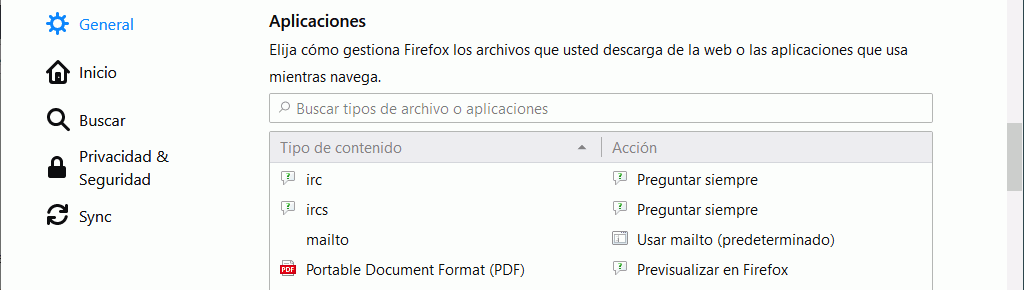 General
Inicio
Buscar
Privacidad &
Seguridad
Sync
Aplicaciones
Elija cómo gestiona Firefox los archivos que usted descarga de la web o las aplicaciones que usa
mientras navega.
Buscar tipos de archivo o aplicaciones
Tipo de contenido Acción
irc Preguntar siempre
ircs Preguntar siempre
mailto Usar mailto (predeterminado)
PDF Portable Document Format (PDF) Previsualizar en Firefox